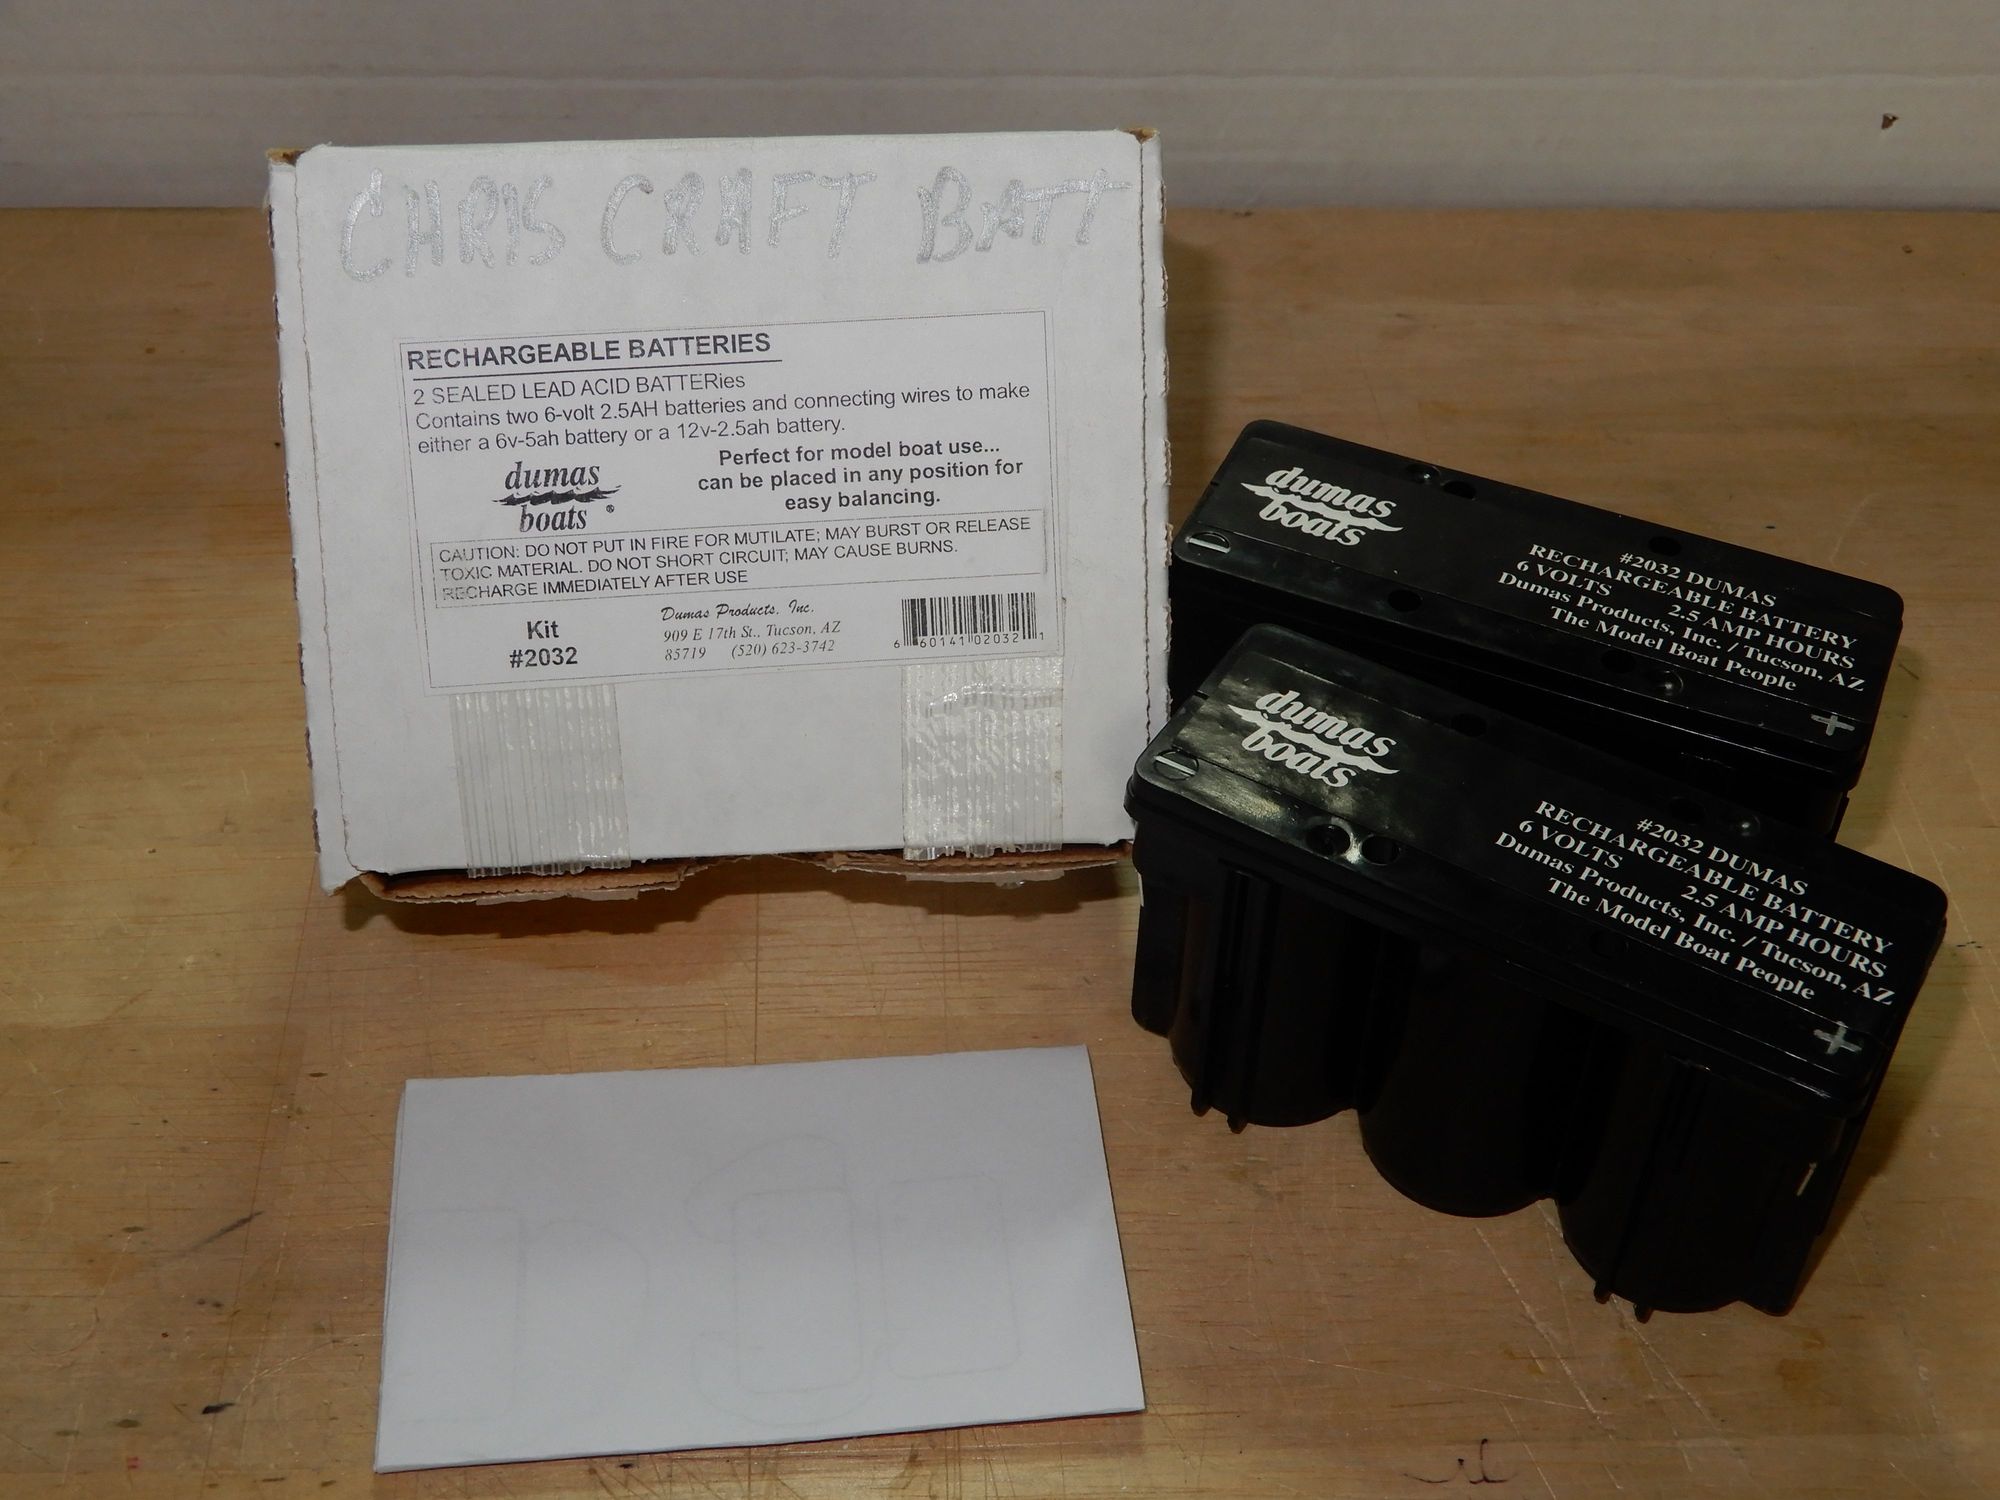 CHRIS CRAFT BATT
RECHARGEABLE BATTERIES
2 SEALED LEAD ACID BATTERies
Contains two 6-volt 2.5AH batteries and connecting wires to make
either a 6v-5ah battery or a 12v-2.5ah battery.
dumas
boats ®
Perfect for model boat use...
can be placed in any position for
easy balancing.
CAUTION: DO NOT PUT IN FIRE FOR MUTILATE; MAY BURST OR RELEASE
TOXIC MATERIAL. DO NOT SHORT CIRCUIT; MAY CAUSE BURNS.
RECHARGE IMMEDIATELY AFTER USE
Kit
#2032
Dumas Products, Inc.
909 E 17th St., Tucson, AZ
85719 (520) 623-3742
6 60141 02032 1
dumas
boats
#2032 DUMAS
RECHARGEABLE BATTERY
6 VOLTS 2.5 AMP HOURS
Dumas Products, Inc. / Tucson, AZ
The Model Boat People
+
dumas
boats
#2032 DUMAS
RECHARGEABLE BATTERY
6 VOLTS 2.5 AMP HOURS
Dumas Products, Inc. / Tucson, AZ
The Model Boat People
+